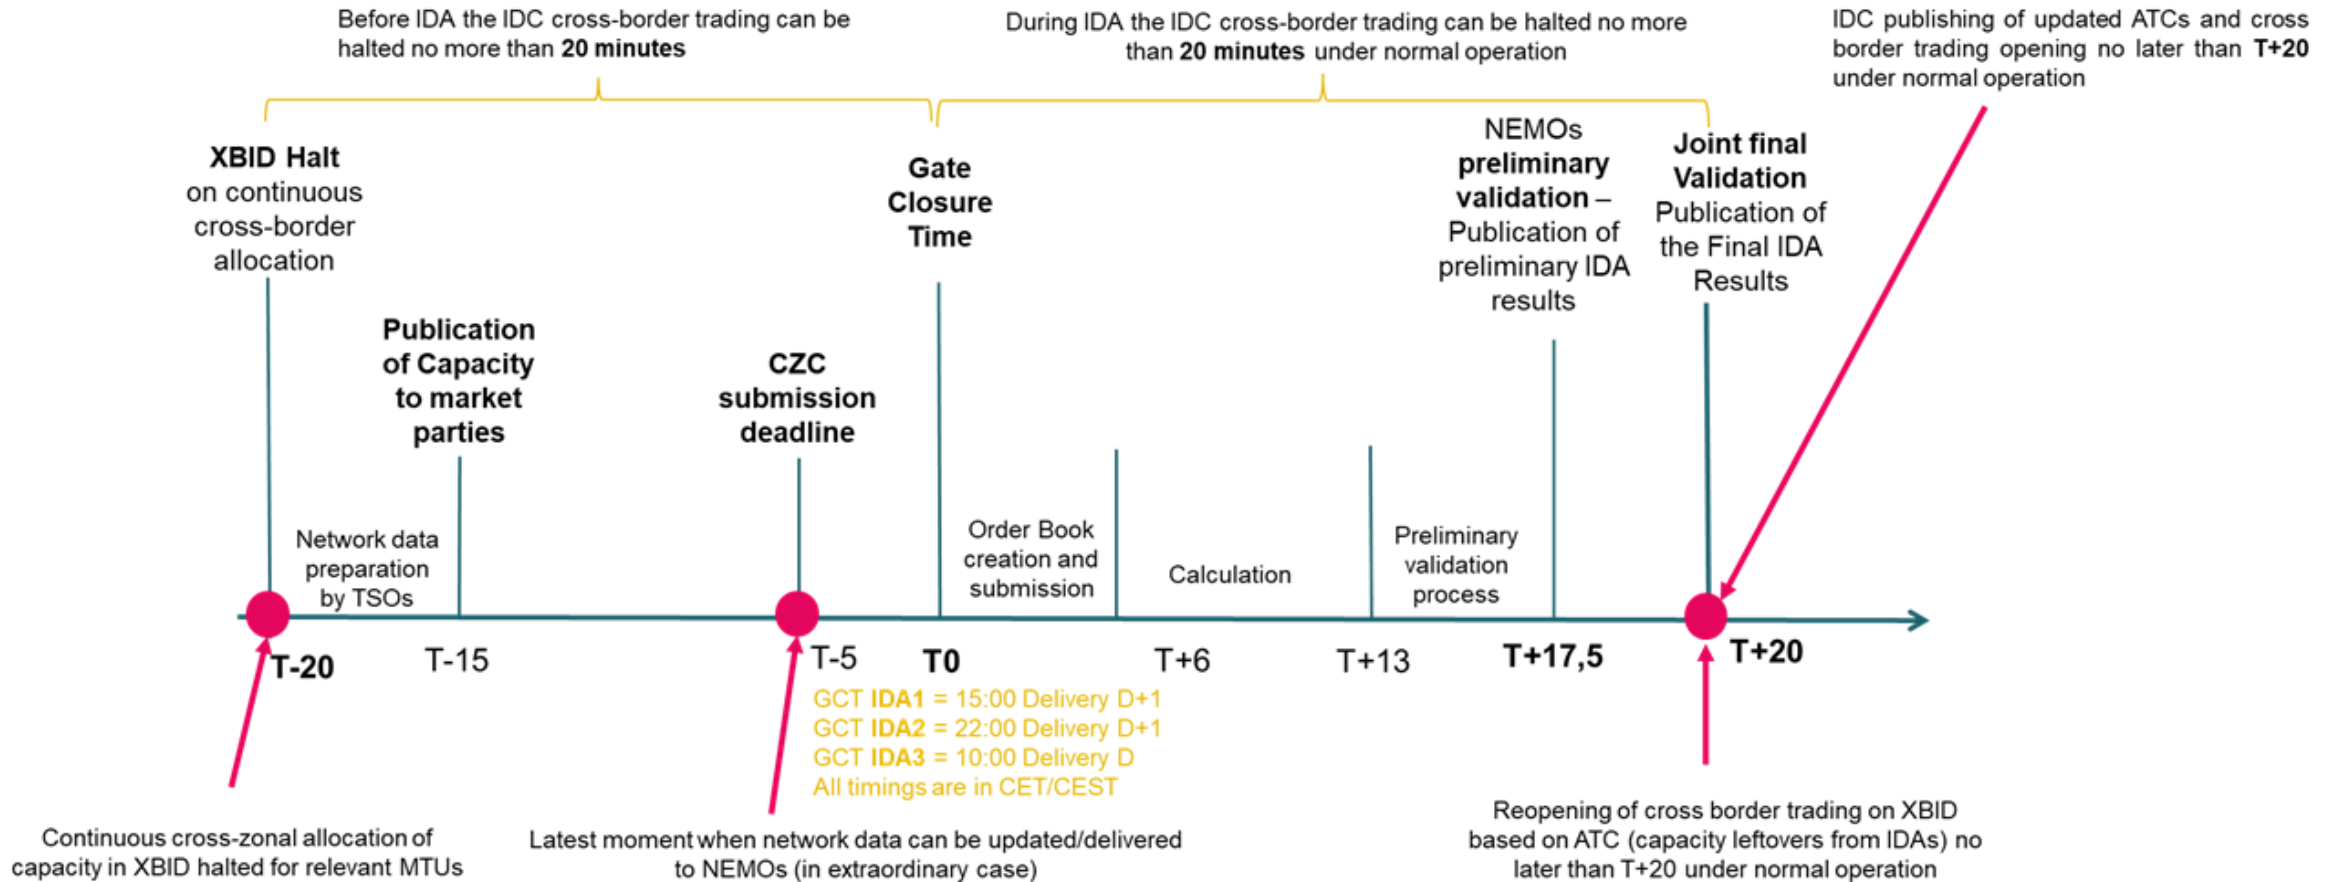 Before IDA the IDC cross-border trading can be
halted no more than 20 minutes
During IDA the IDC cross-border trading can be halted no more
than 20 minutes under normal operation
IDC publishing of updated ATCs and cross
border trading opening no later than T+20
under normal operation
XBID Halt
on continuous
cross-border
allocation
Publication
of Capacity
to market
parties
CZC
submission
deadline
Gate
Closure
Time
NEMOs
preliminary
validation –
Publication of
preliminary IDA
results
Joint final
Validation
Publication of
the Final IDA
Results
Network data
preparation
by TSOs
Order Book
creation and
submission
Calculation
Preliminary
validation
process
T-20
T-15
T-5
T0
T+6
T+13
T+17,5
T+20
GCT IDA1 = 15:00 Delivery D+1
GCT IDA2 = 22:00 Delivery D+1
GCT IDA3 = 10:00 Delivery D
All timings are in CET/CEST
Continuous cross-zonal allocation of
capacity in XBID halted for relevant MTUs
Latest moment when network data can be updated/delivered
to NEMOs (in extraordinary case)
Reopening of cross border trading on XBID
based on ATC (capacity leftovers from IDAs) no
later than T+20 under normal operation